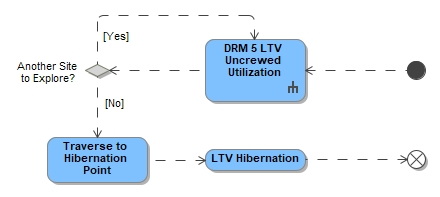 [Yes]
DRM 5 LTV
Uncrewed
Utilization
Another Site
to Explore?
[No]
Traverse to
Hibernation
Point
LTV Hibernation